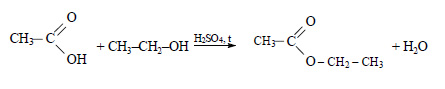 O O
CH₃–C + CH₃–CH₂–OH H₂SO₄, t CH₃–C + H₂O
OH O–CH₂–CH₃